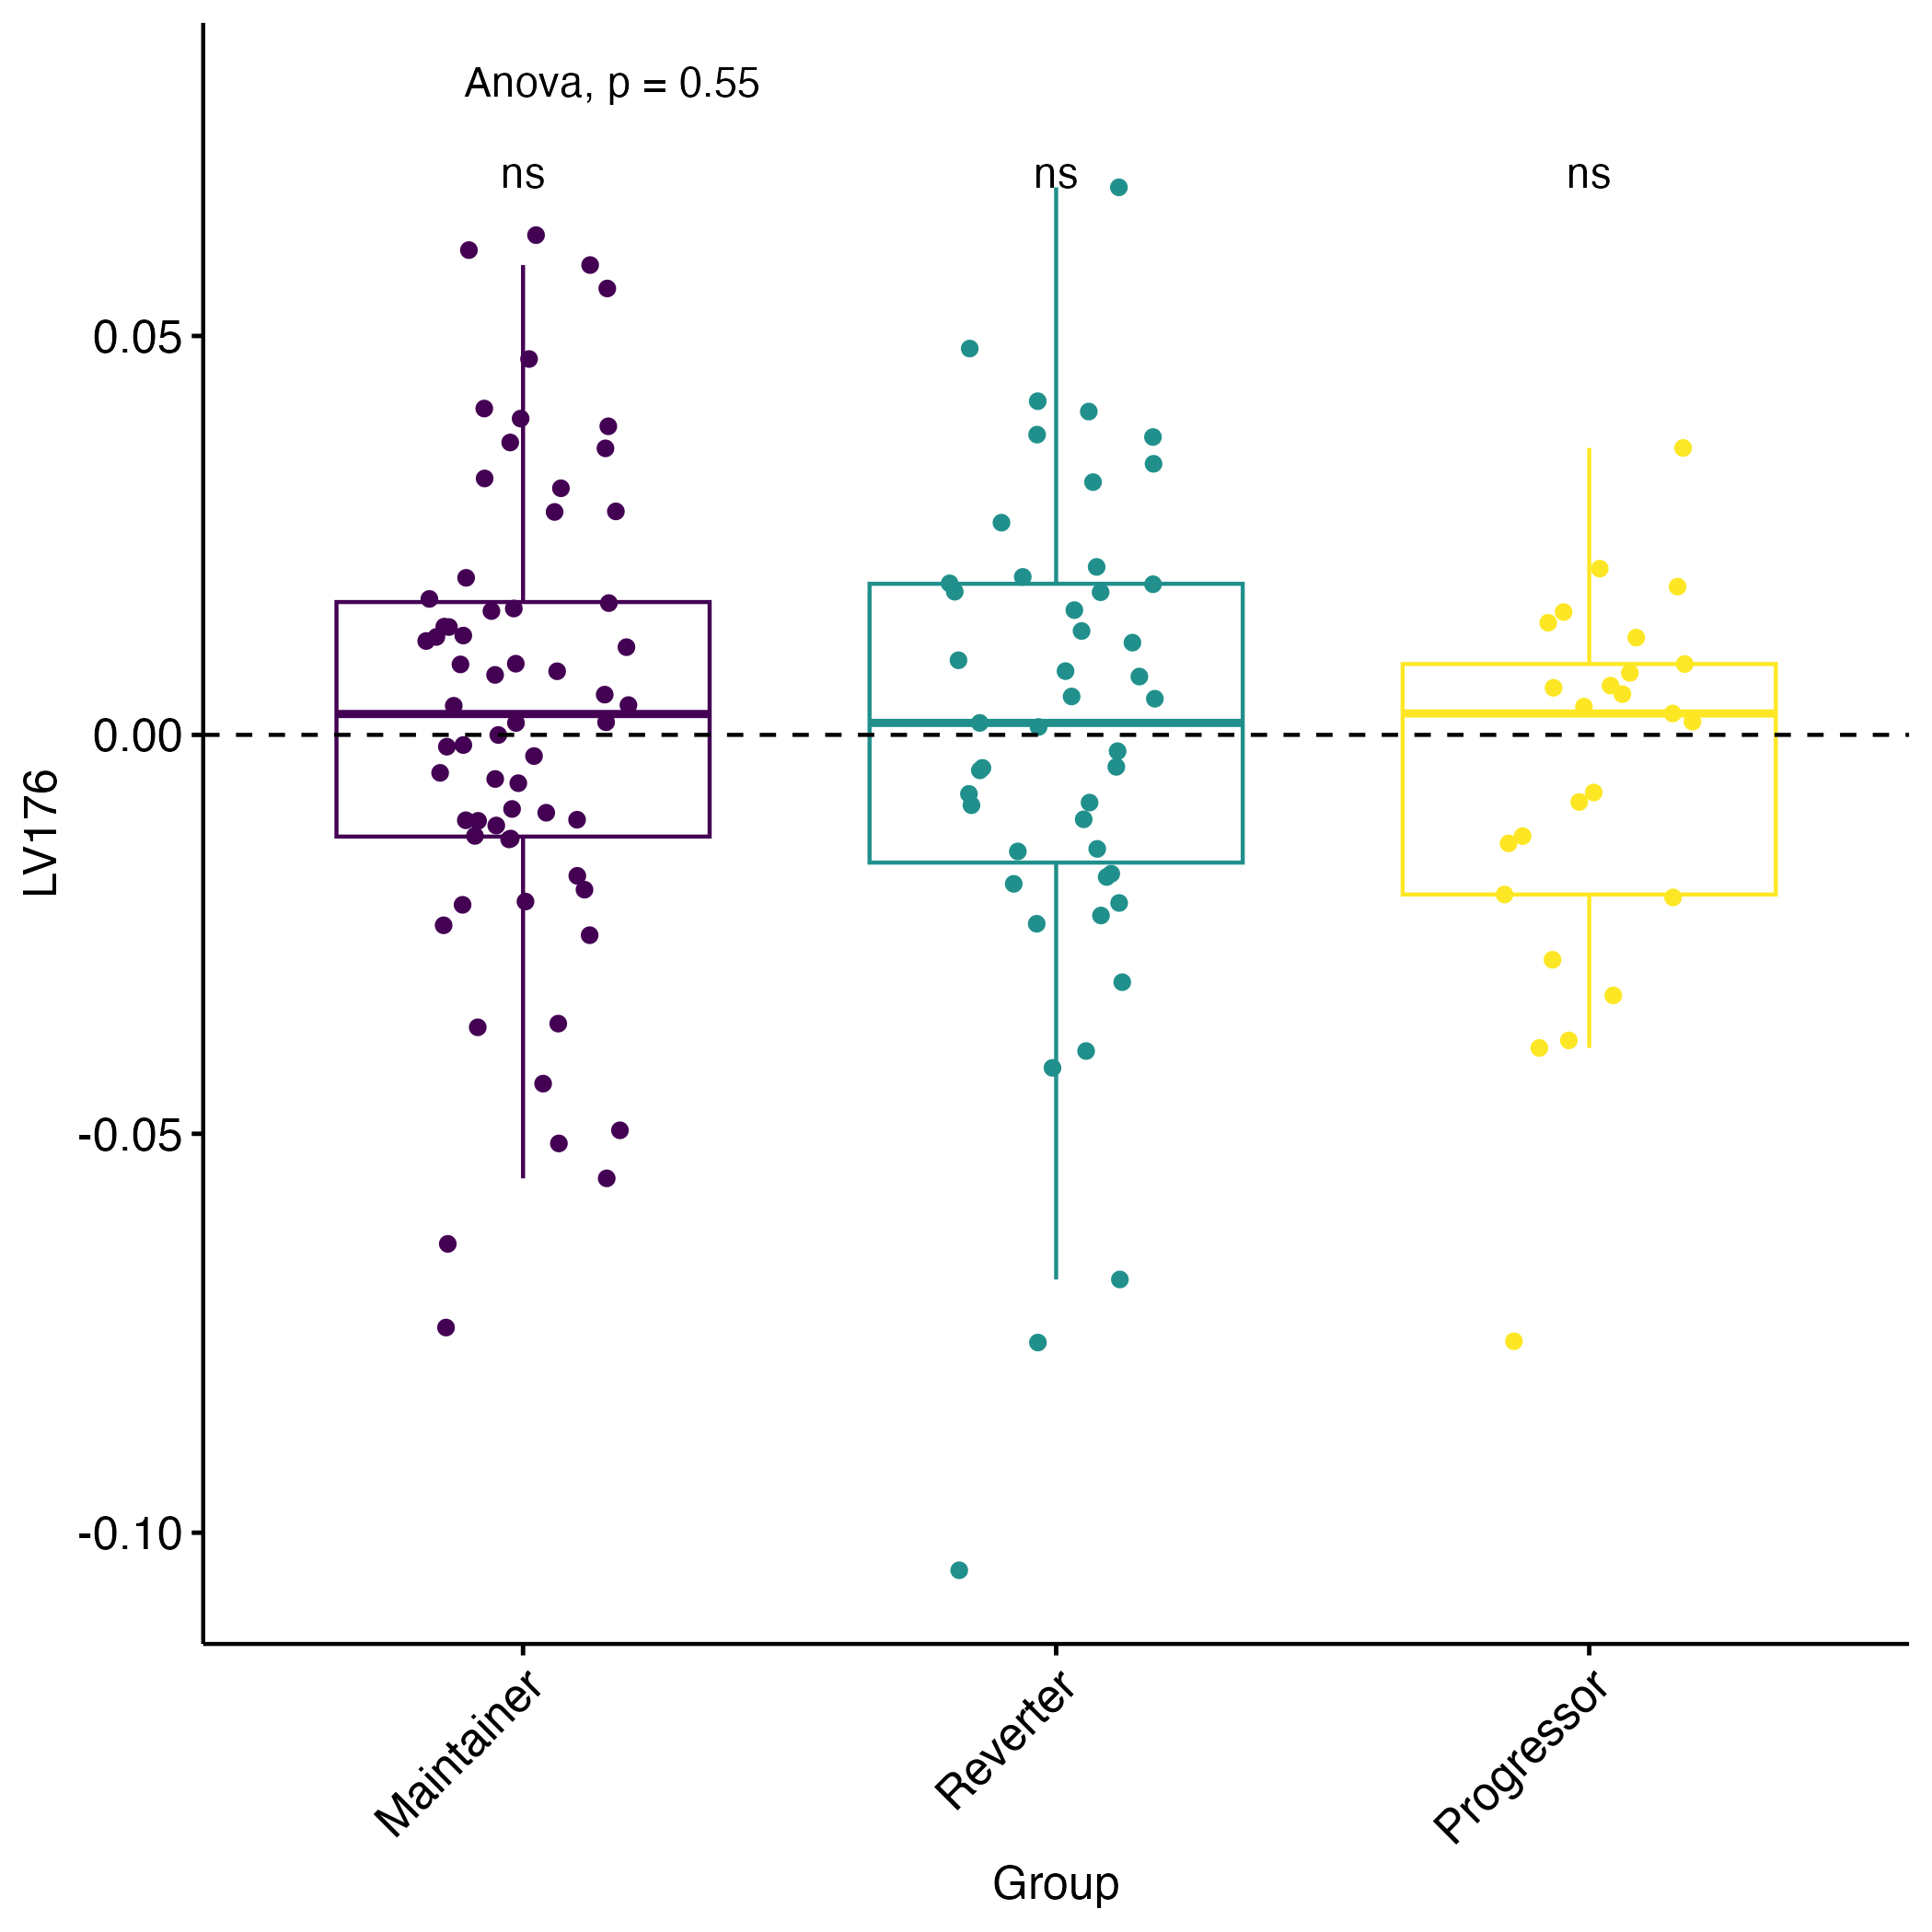 Anova, p = 0.55
ns ns ns
0.05
0.00
-0.05
-0.10
LV176
Maintainer Reverter Progressor
Group